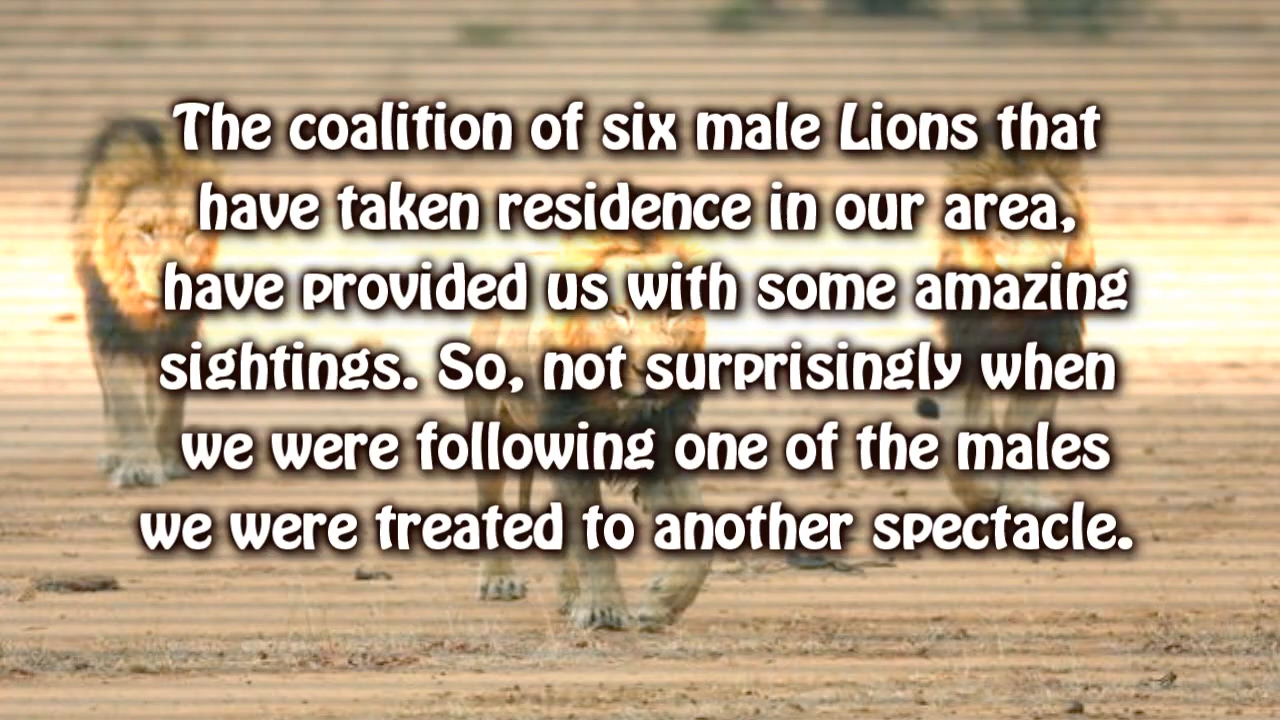 The coalition of six male Lions that
have taken residence in our area,
have provided us with some amazing
sightings. So, not surprisingly when
we were following one of the males
we were treated to another spectacle.